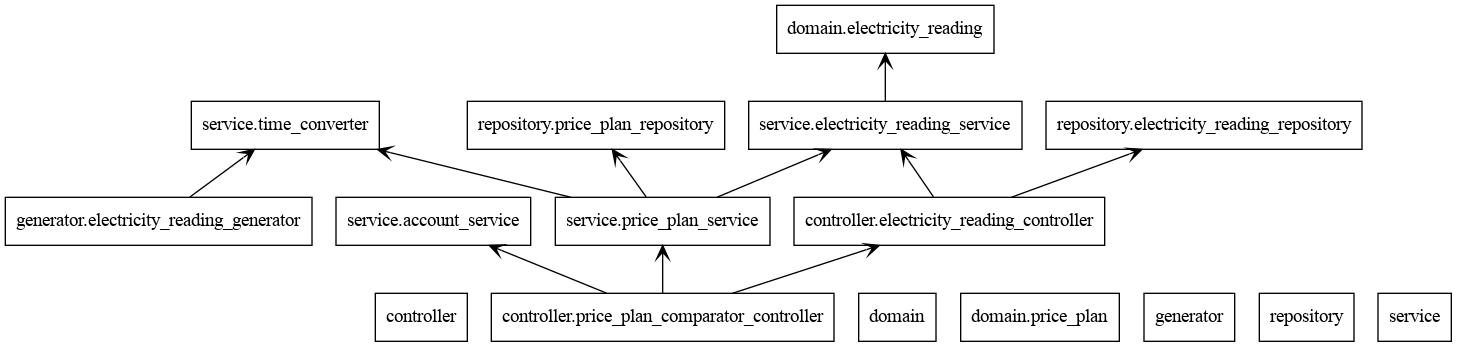 domain.electricity_reading
service.time_converter
repository.price_plan_repository
service.electricity_reading_service
repository.electricity_reading_repository
generator.electricity_reading_generator
service.account_service
service.price_plan_service
controller.electricity_reading_controller
controller
controller.price_plan_comparator_controller
domain
domain.price_plan
generator
repository
service